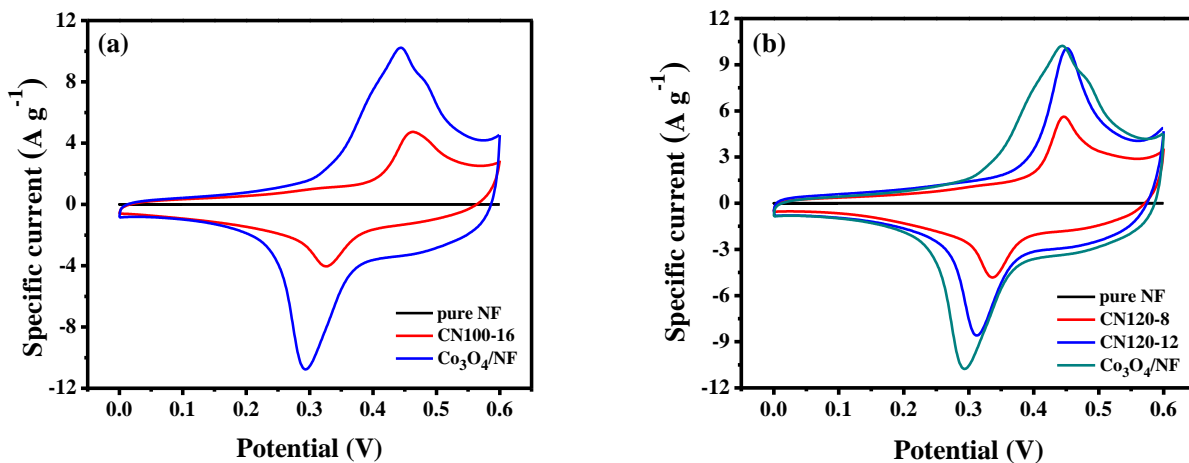 (a)
Specific current (A g⁻¹)
12
8
4
0
-4
-8
-12
pure NF
CN100-16
Co₃O₄/NF
0.0 0.1 0.2 0.3 0.4 0.5 0.6
Potential (V)
(b)
Specific current (A g⁻¹)
12
9
6
3
0
-3
-6
-9
-12
pure NF
CN120-8
CN120-12
Co₃O₄/NF
0.0 0.1 0.2 0.3 0.4 0.5 0.6
Potential (V)